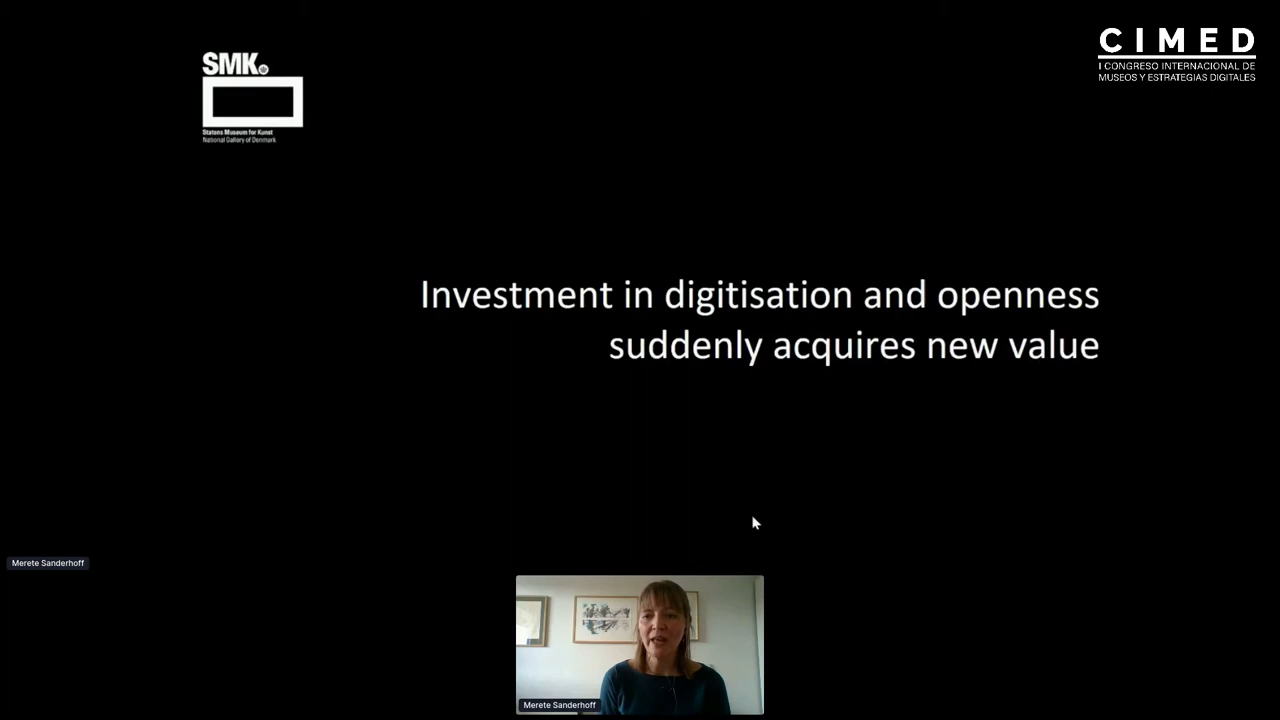 SMK
Statens Museum for Kunst
National Gallery of Denmark
CIMED
I CONGRESO INTERNACIONAL DE
MUSEOS Y ESTRATEGIAS DIGITALES
Investment in digitisation and openness
suddenly acquires new value
Merete Sanderhoff
Merete Sanderhoff